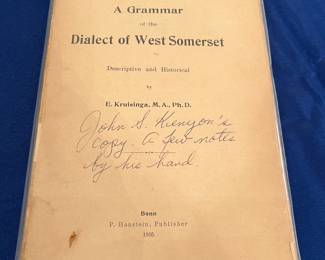 A Grammar
of the
Dialect of West Somerset
Descriptive and Historical
by
E. Kruisinga, M.A., Ph.D.
John S. Kenyon's
copy. A few notes
by his hand.
Bonn
P. Hanstein, Publisher
1905